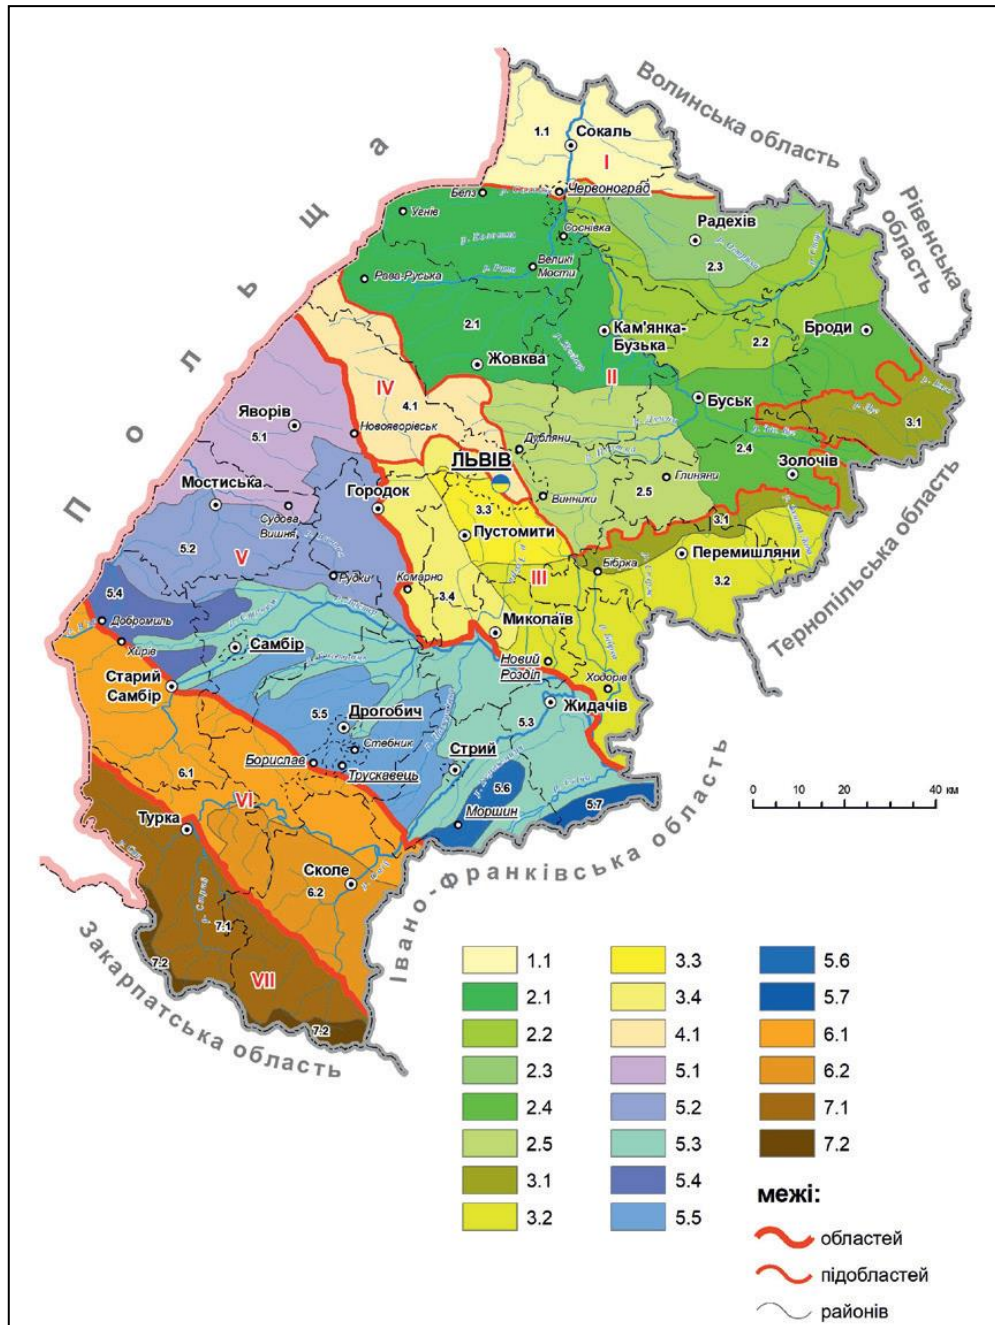 Польща
Волинська область
Рівенська область
Тернопільська область
Івано-Франківська область
Закарпатська область
1.1
Сокаль
I
Червоноград
Белз
Угнів
Соснівка
Радехів
2.3
Великі Мости
Рава-Руська
р. Рата
2.1
Кам'янка-Бузька
2.2
Броди
Жовква
II
IV
4.1
Буськ
3.1
Яворів
5.1
Новояворівськ
Дубляни
2.4
ЛЬВІВ
Золочів
Мостиська
Городок
Глиняни
2.5
Винники
Судова Вишня
3.3
Пустомити
3.1
Перемишляни
3.2
5.2
V
Рудки
Бібрка
III
Комарно
3.4
5.4
Добромиль
Хирів
Миколаїв
Самбір
Новий Розділ
Старий Самбір
Ходорів
5.3
Жидачів
5.5
Дрогобич
Стебник
Стрий
Борислав
Трускавець
6.1
5.6
5.7
VI
Моршин
Турка
Сколе
6.2
7.1
7.2
VII
7.2
0 10 20 40 км
1.1
2.1
2.2
2.3
2.4
2.5
3.1
3.2
3.3
3.4
4.1
5.1
5.2
5.3
5.4
5.5
5.6
5.7
6.1
6.2
7.1
7.2
межі:
областей
підобластей
районів